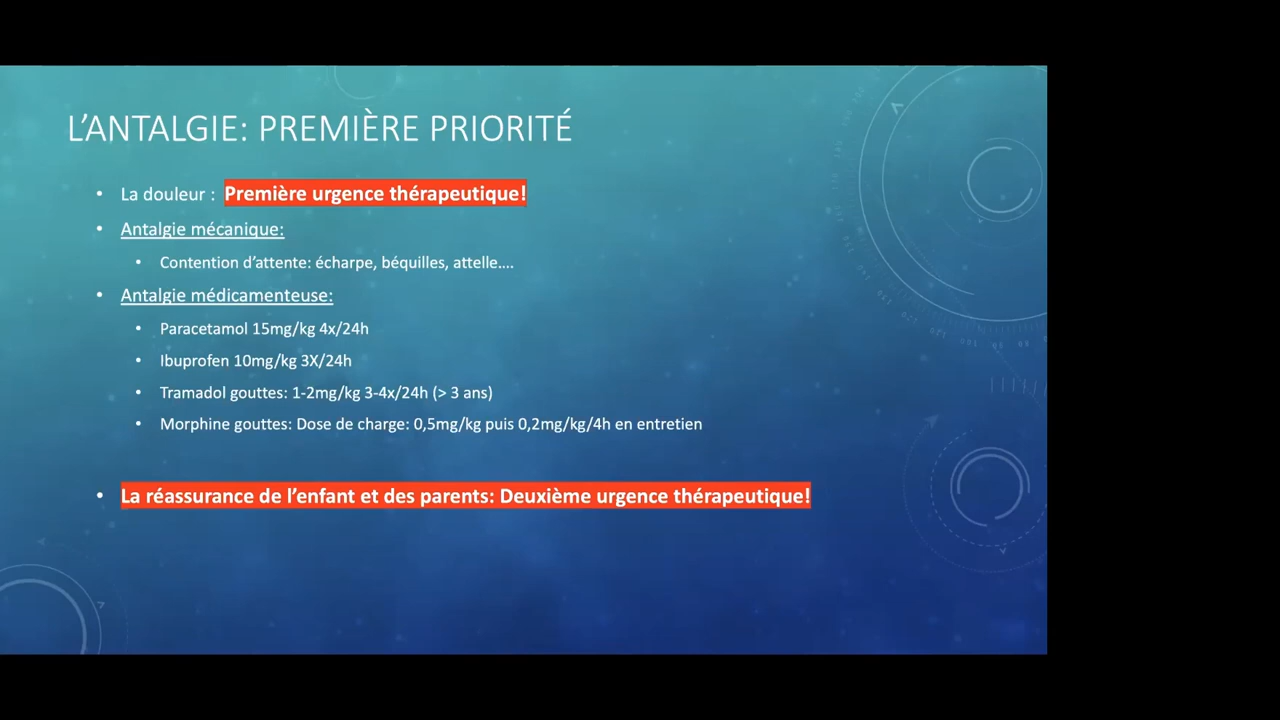 L'ANTALGIE: PREMIÈRE PRIORITÉ
• La douleur : Première urgence thérapeutique!
• Antalgie mécanique:
• Contention d'attente: écharpe, béquilles, attelle....
• Antalgie médicamenteuse:
• Paracetamol 15mg/kg 4x/24h
• Ibuprofen 10mg/kg 3X/24h
• Tramadol gouttes: 1-2mg/kg 3-4x/24h (> 3 ans)
• Morphine gouttes: Dose de charge: 0,5mg/kg puis 0,2mg/kg/4h en entretien
• La réassurance de l'enfant et des parents: Deuxième urgence thérapeutique!